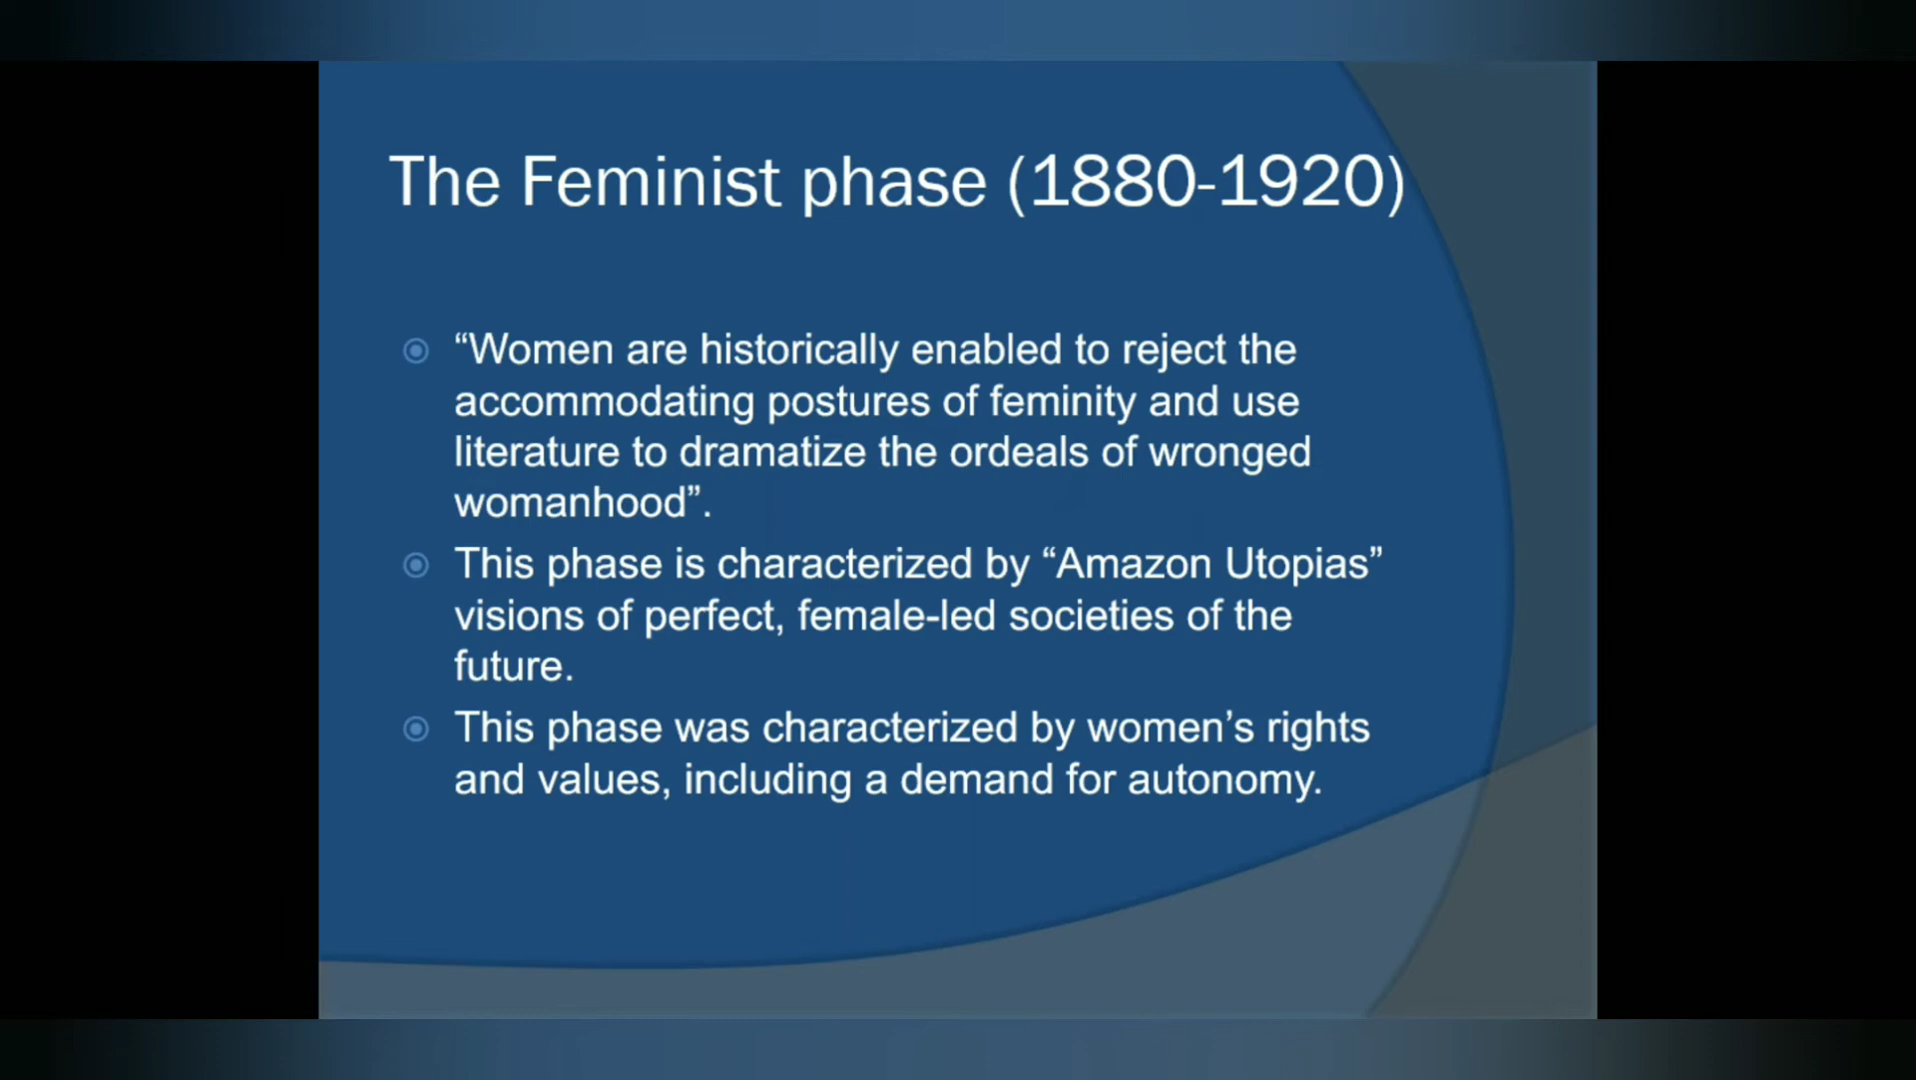 The Feminist phase (1880-1920)
“Women are historically enabled to reject the
accommodating postures of feminity and use
literature to dramatize the ordeals of wronged
womanhood”.
This phase is characterized by “Amazon Utopias”
visions of perfect, female-led societies of the
future.
This phase was characterized by women’s rights
and values, including a demand for autonomy.